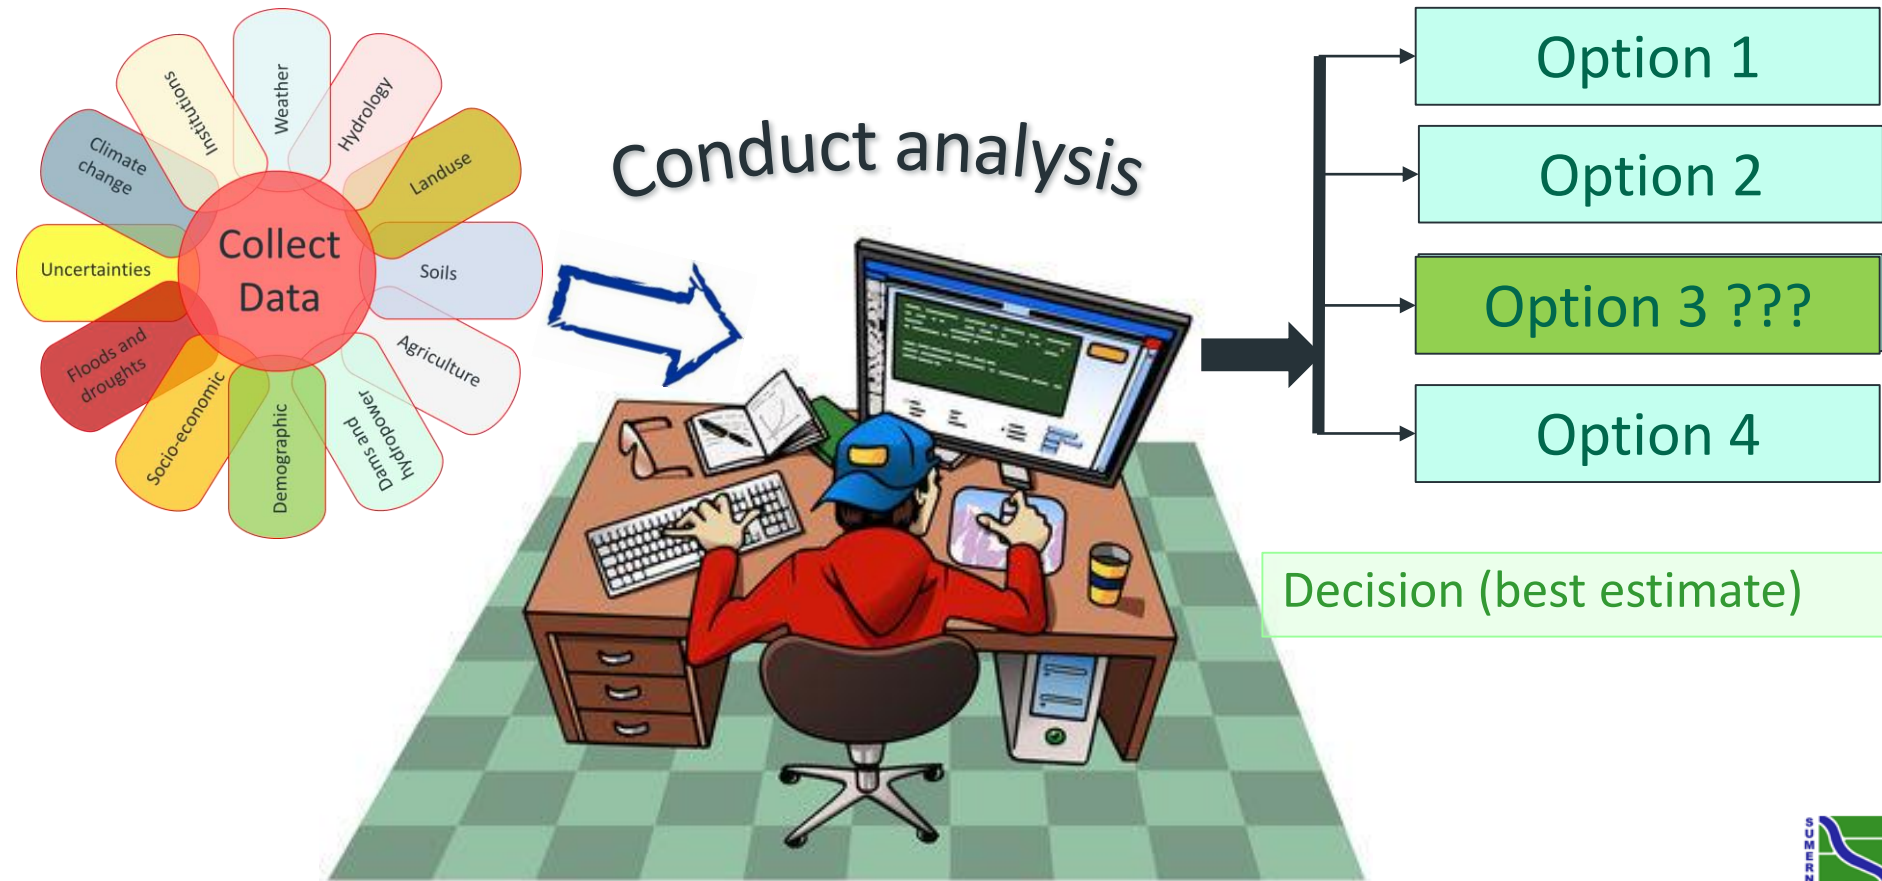 Weather
Hydrology
Landuse
Soils
Agriculture
Dams and
hydropower
Demographic
Socio-economic
Floods and
droughts
Uncertainties
Climate
change
Institutions
Collect
Data
Conduct analysis
Option 1
Option 2
Option 3 ???
Option 4
Decision (best estimate)
SUMERN